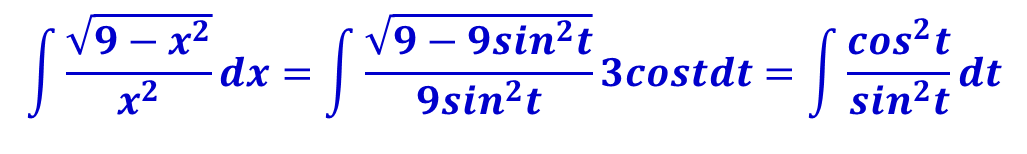 ∫ √(9 − x²) / x² dx = ∫ √(9 − 9sin²t) / 9sin²t 3costdt = ∫ cos²t / sin²t dt